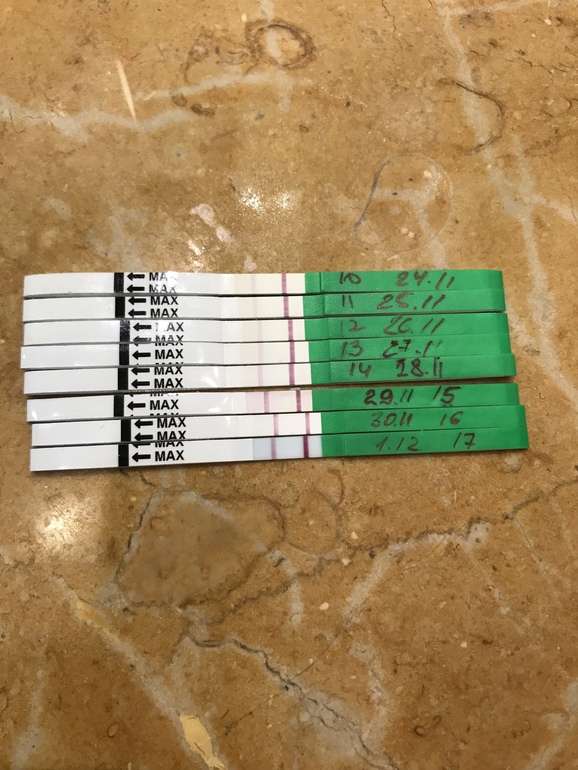 MAX 10 24.11
MAX 11 25.11
MAX 12 26.11
MAX 13 27.11
MAX 14 28.11
MAX 29.11 15
MAX 30.11 16
MAX 1.12 17